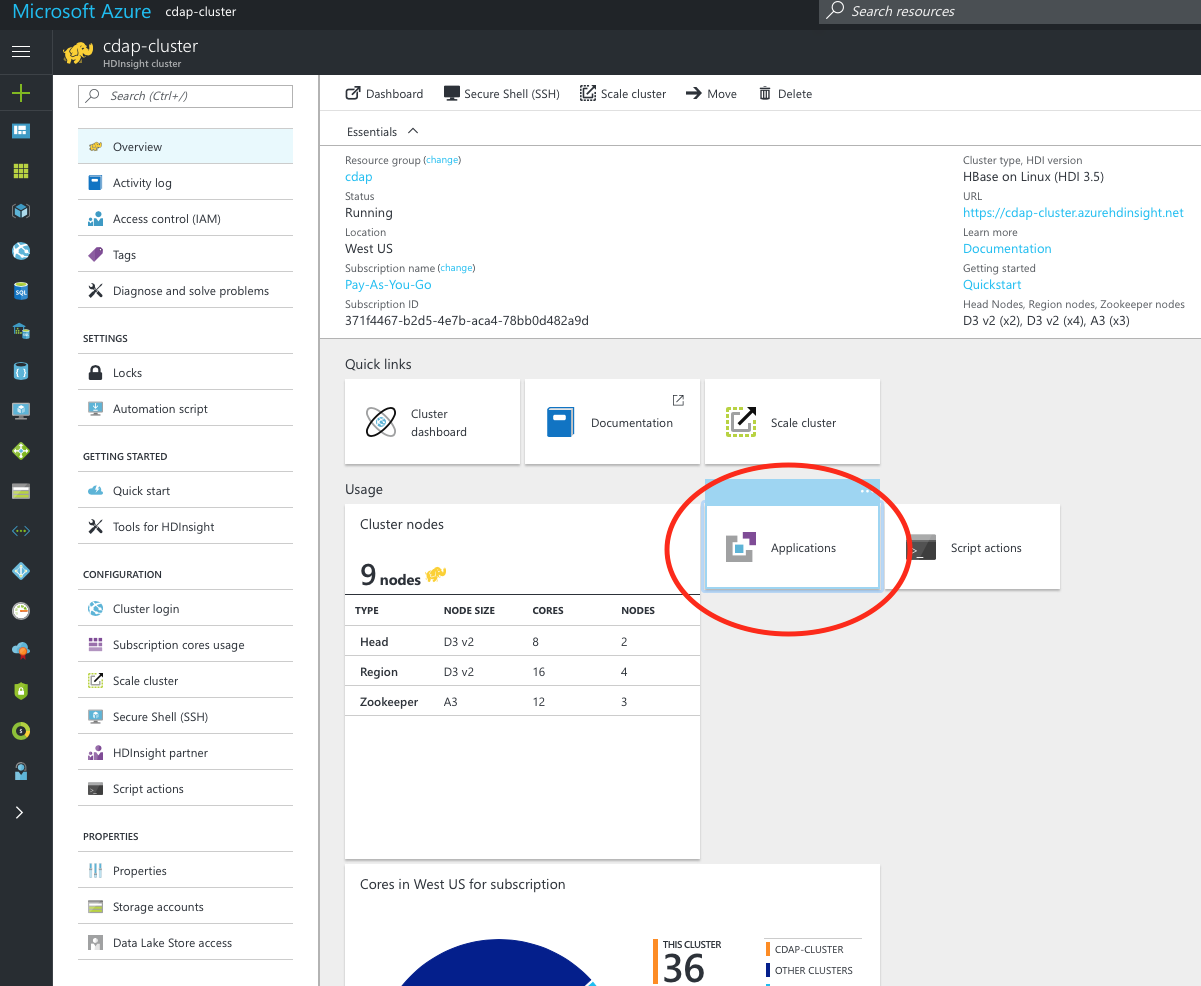 Microsoft Azure cdap-cluster
Search resources
cdap-cluster
HDInsight cluster
Search (Ctrl+/)
Overview
Activity log
Access control (IAM)
Tags
Diagnose and solve problems
SETTINGS
Locks
Automation script
GETTING STARTED
Quick start
Tools for HDInsight
CONFIGURATION
Cluster login
Subscription cores usage
Scale cluster
Secure Shell (SSH)
HDInsight partner
Script actions
PROPERTIES
Properties
Storage accounts
Data Lake Store access
Dashboard Secure Shell (SSH) Scale cluster Move Delete
Essentials
Resource group (change)
cdap
Status
Running
Location
West US
Subscription name (change)
Pay-As-You-Go
Subscription ID
371f4467-b2d5-4e7b-aca4-78bb0d482a9d
Cluster type, HDI version
HBase on Linux (HDI 3.5)
URL
https://cdap-cluster.azurehdinsight.net
Learn more
Documentation
Getting started
Quickstart
Head Nodes, Region nodes, Zookeeper nodes
D3 v2 (x2), D3 v2 (x4), A3 (x3)
Quick links
Cluster
dashboard
Documentation
Scale cluster
Usage
Cluster nodes
9 nodes
TYPE NODE SIZE CORES NODES
Head D3 v2 8 2
Region D3 v2 16 4
Zookeeper A3 12 3
Applications
Script actions
Cores in West US for subscription
THIS CLUSTER
36
CDAP-CLUSTER
OTHER CLUSTERS
SQL